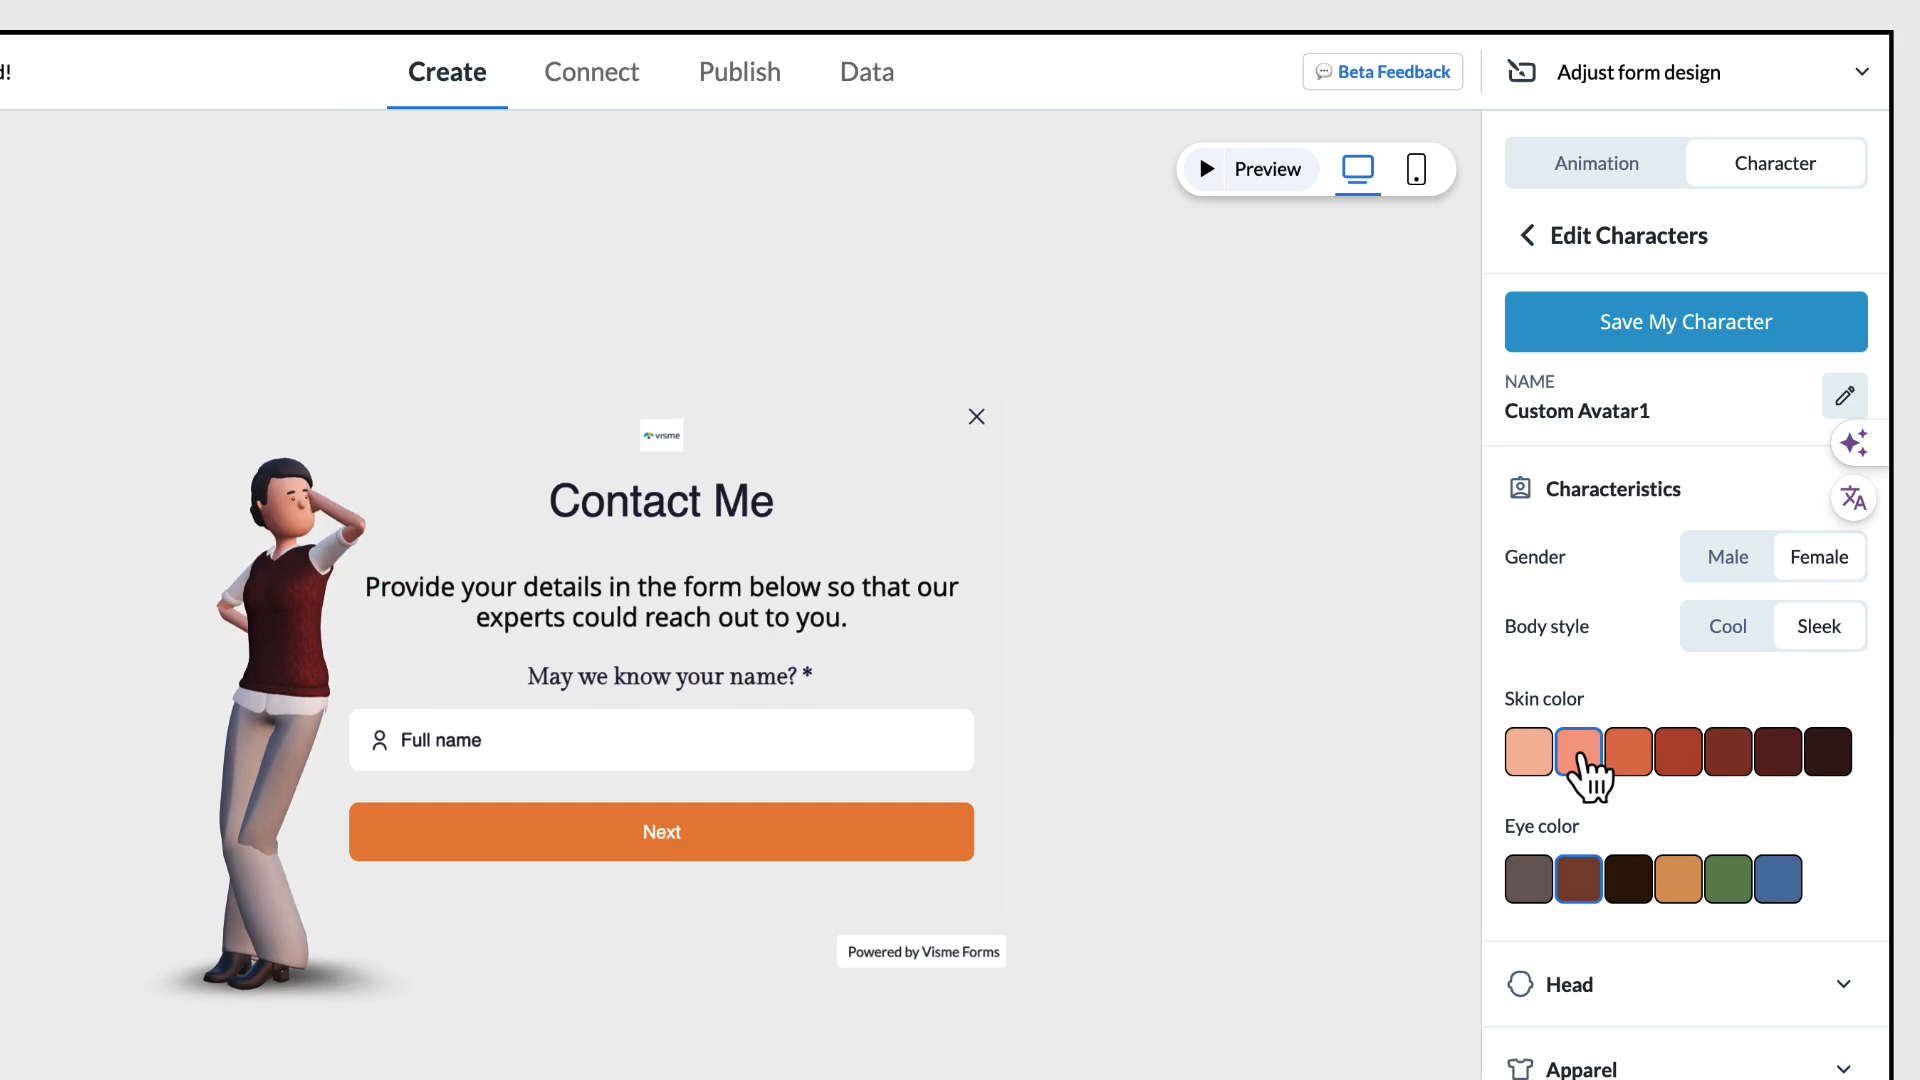 d!
Create
Connect
Publish
Data
Beta Feedback
Adjust form design
Preview
Animation
Character
Edit Characters
Save My Character
NAME
Custom Avatar1
Characteristics
Gender
Male
Female
Body style
Cool
Sleek
Skin color
Eye color
Head
Apparel
visme
Contact Me
Provide your details in the form below so that our
experts could reach out to you.
May we know your name? *
Full name
Next
Powered by Visme Forms